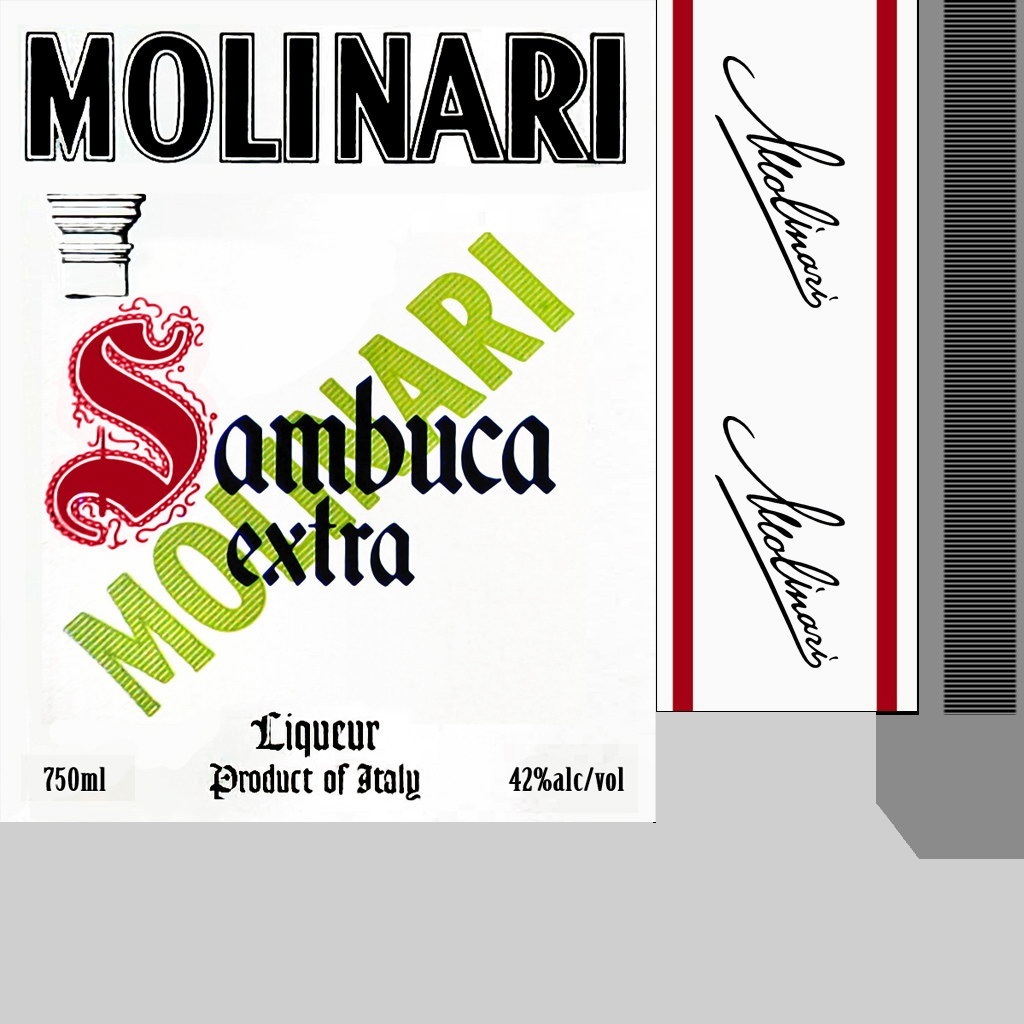 MOLINARI
MOLINARI
Sambuca
extra
Liqueur
750ml
Product of Italy
42%alc/vol
Molinari
Molinari